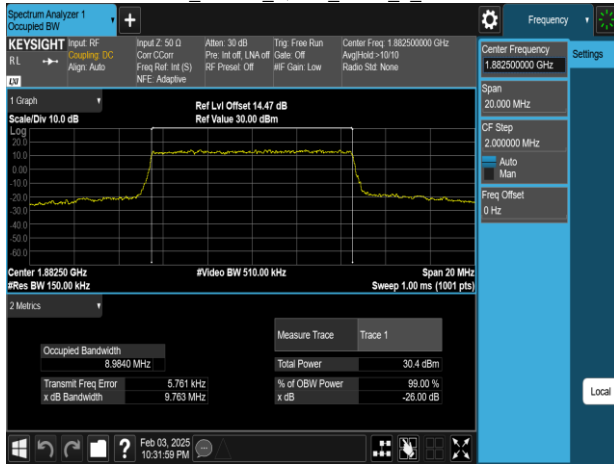 Spectrum Analyzer 1
Occupied BW
Frequency
KEYSIGHT
RL
LXI
Input: RF
Coupling: DC
Align: Auto
Input Z: 50 Ω
Corr CCorr
Freq Ref: Int (S)
NFE: Adaptive
Atten: 30 dB
Pre: Int off, LNA off
RF Preset: Off
Trig: Free Run
Gate: Off
#IF Gain: Low
Center Freq: 1.882500000 GHz
Avg|Hold:>10/10
Radio Std: None
Center Frequency
1.882500000 GHz
Settings
Span
20.000 MHz
CF Step
2.000000 MHz
Auto
Man
Freq Offset
0 Hz
1 Graph
Scale/Div 10.0 dB
Ref Lvl Offset 14.47 dB
Ref Value 30.00 dBm
Log
20.0
10.0
0.00
-10.0
-20.0
-30.0
-40.0
-50.0
-60.0
Center 1.88250 GHz
#Res BW 150.00 kHz
#Video BW 510.00 kHz
Span 20 MHz
Sweep 1.00 ms (1001 pts)
2 Metrics
Measure Trace
Trace 1
Occupied Bandwidth
8.9840 MHz
Total Power
30.4 dBm
Transmit Freq Error
5.761 kHz
% of OBW Power
99.00 %
x dB Bandwidth
9.763 MHz
x dB
-26.00 dB
Local
?
Feb 03, 2025
10:31:59 PM